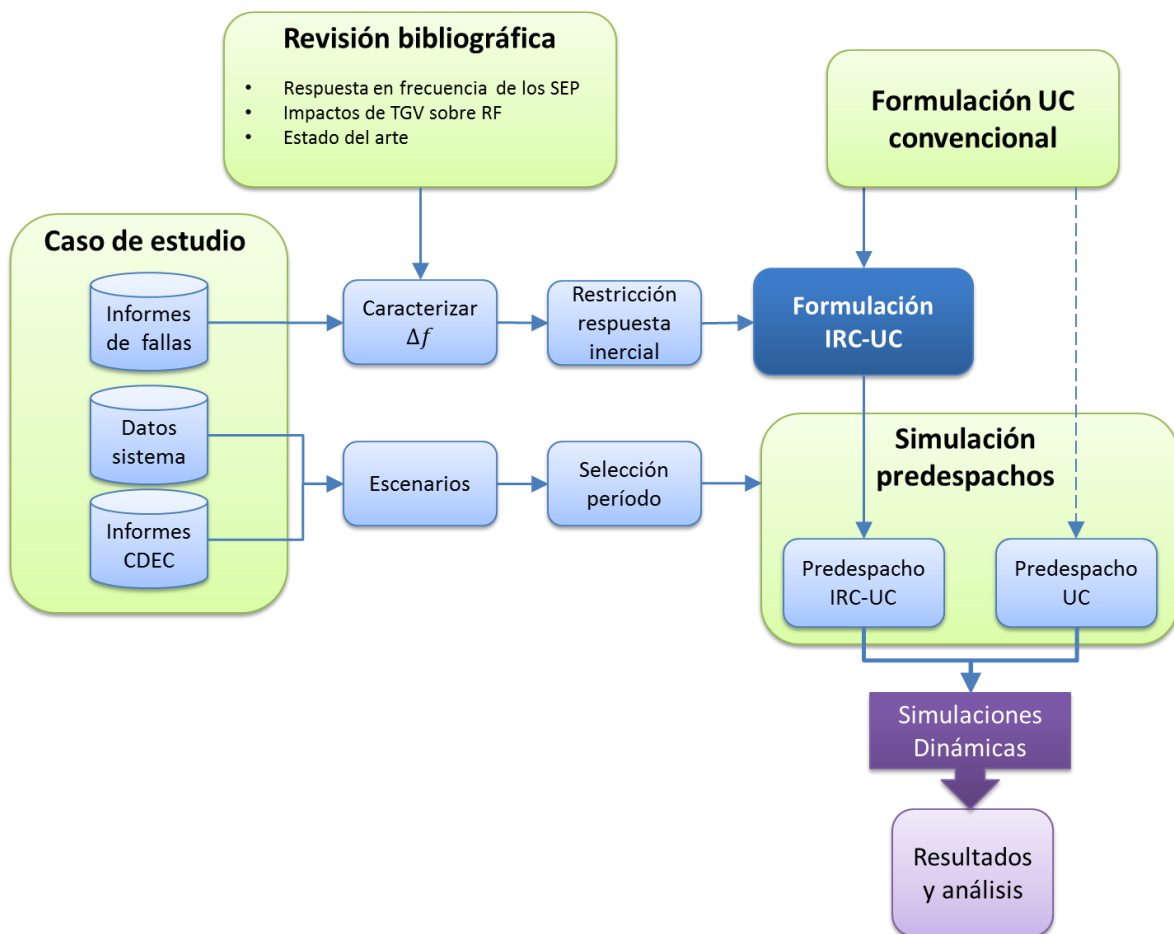 Revisión bibliográfica
• Respuesta en frecuencia de los SEP
• Impactos de TGV sobre RF
• Estado del arte
Formulación UC
convencional
Caso de estudio
Informes
de fallas
Datos
sistema
Informes
CDEC
Caracterizar
Δf
Restricción
respuesta
inercial
Formulación
IRC-UC
Escenarios
Selección
período
Simulación
predespachos
Predespacho
IRC-UC
Predespacho
UC
Simulaciones
Dinámicas
Resultados
y análisis